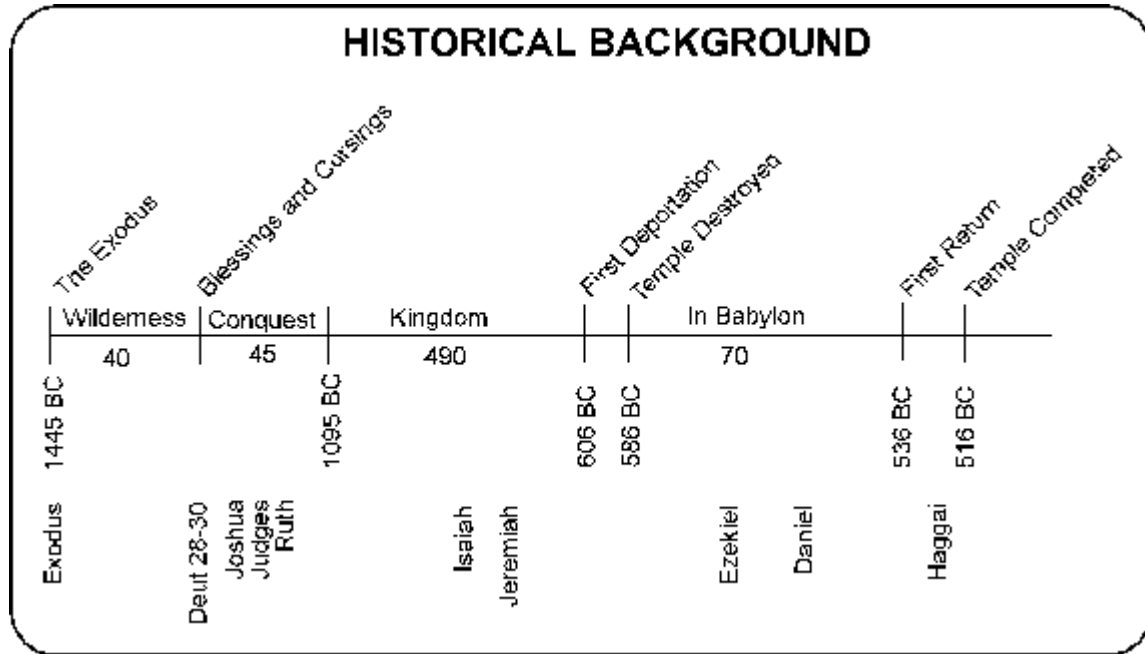 HISTORICAL BACKGROUND
The Exodus
Blessings and Cursings
First Deportation
Temple Destroyed
First Return
Temple Completed
Wilderness
Conquest
Kingdom
In Babylon
40
45
490
70
1445 BC
1095 BC
606 BC
586 BC
536 BC
516 BC
Exodus
Deut 28-30
Joshua
Judges
Ruth
Isaiah
Jeremiah
Ezekiel
Daniel
Haggai